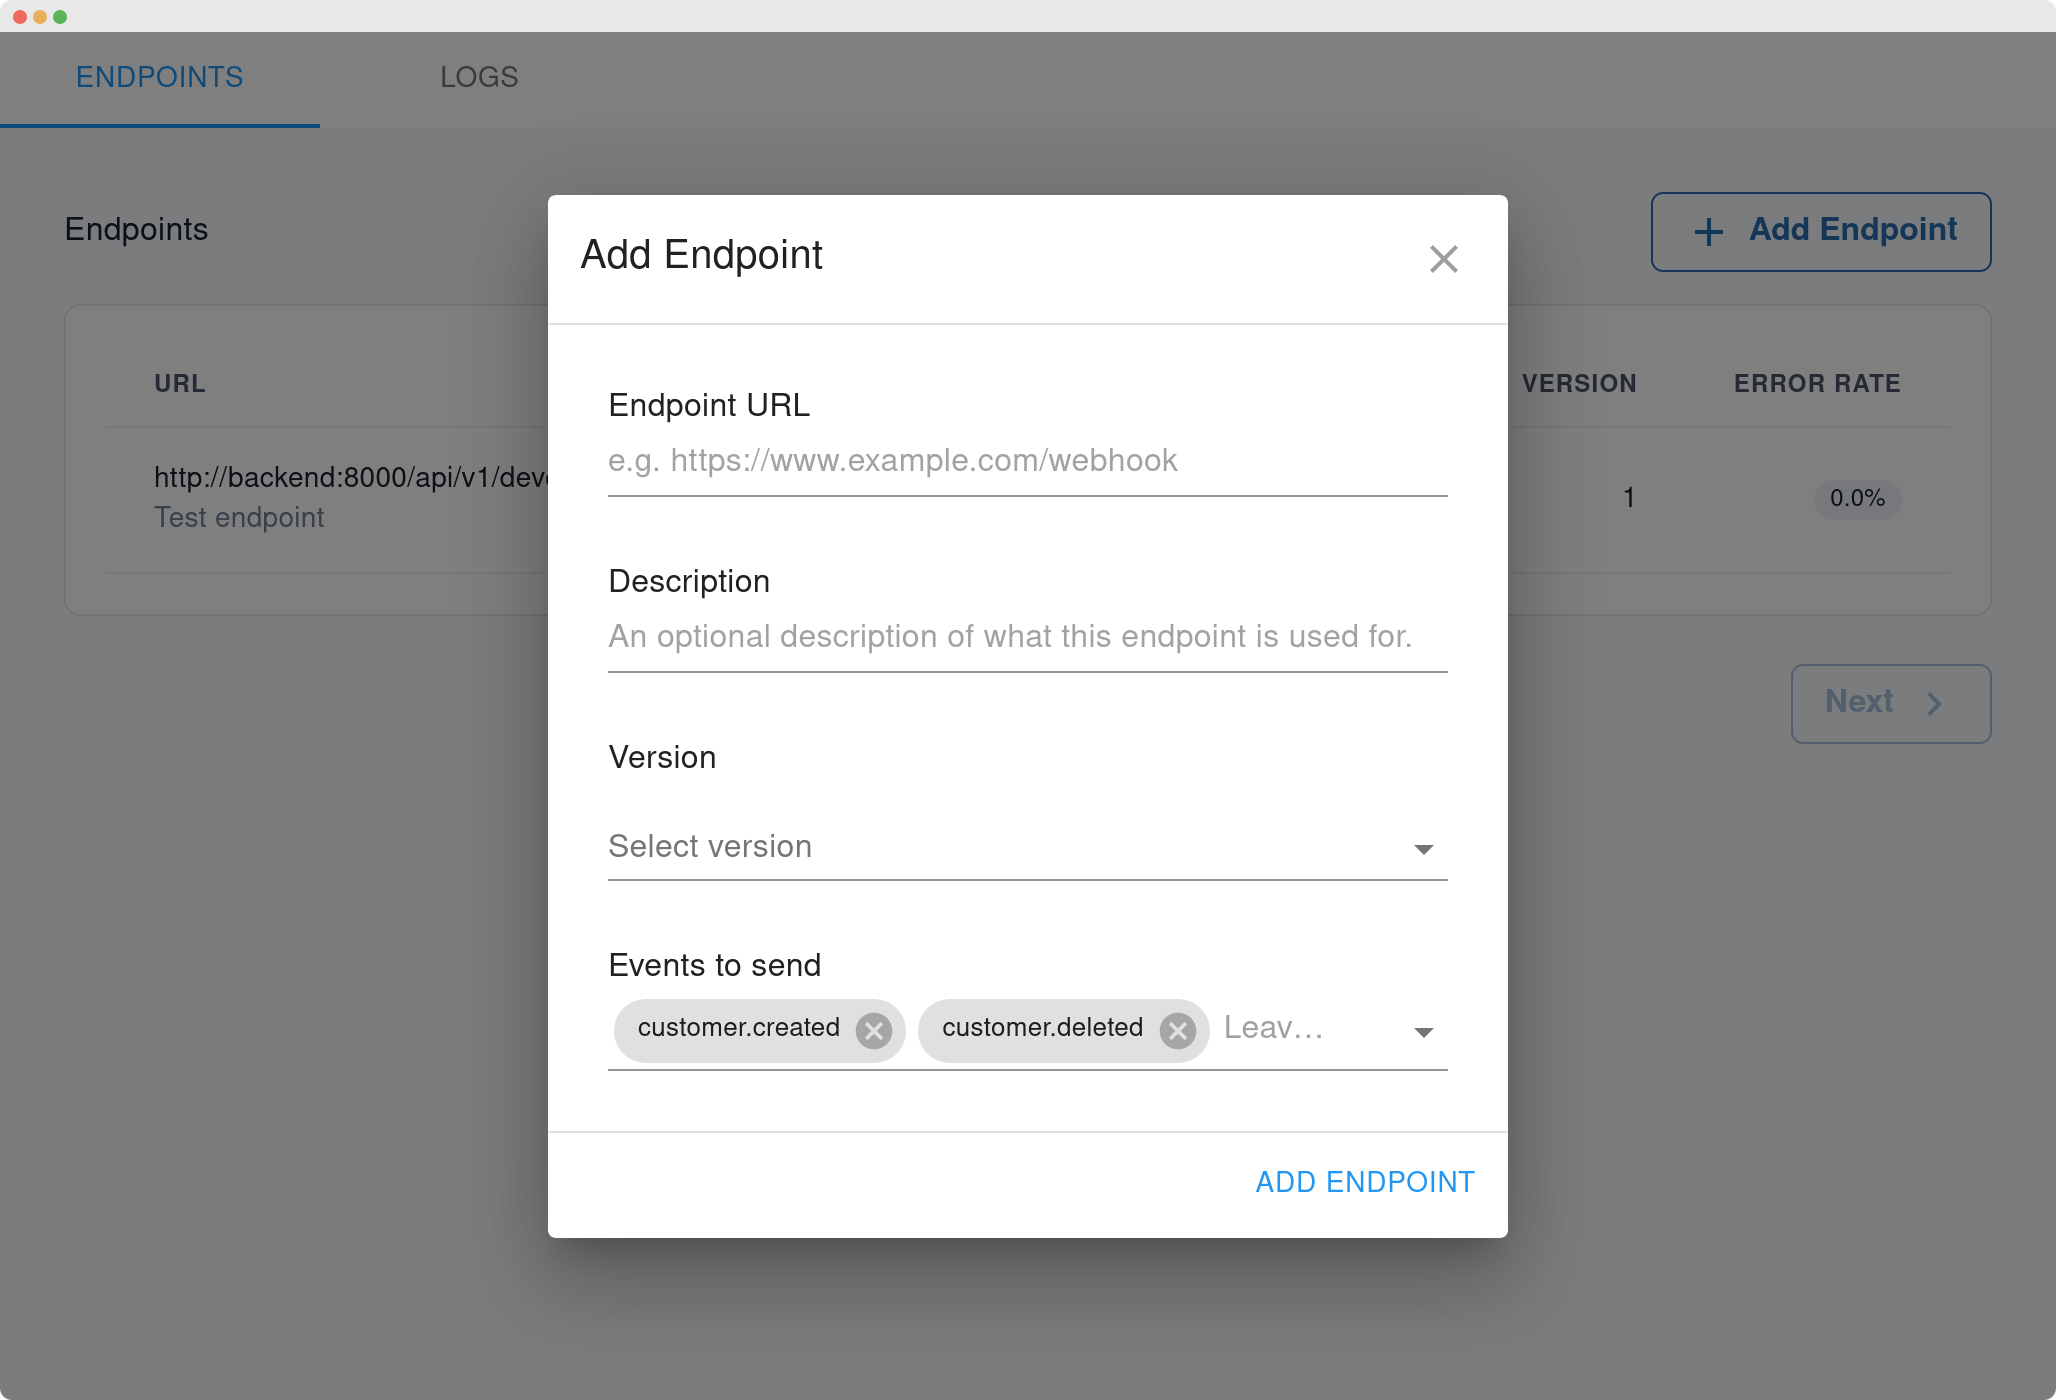 ENDPOINTS
LOGS
Endpoints
Add Endpoint
URL
VERSION
ERROR RATE
http://backend:8000/api/v1/deve
Test endpoint
1
0.0%
Next
Add Endpoint
Endpoint URL
e.g. https://www.example.com/webhook
Description
An optional description of what this endpoint is used for.
Version
Select version
Events to send
customer.created
customer.deleted
Leav…
ADD ENDPOINT